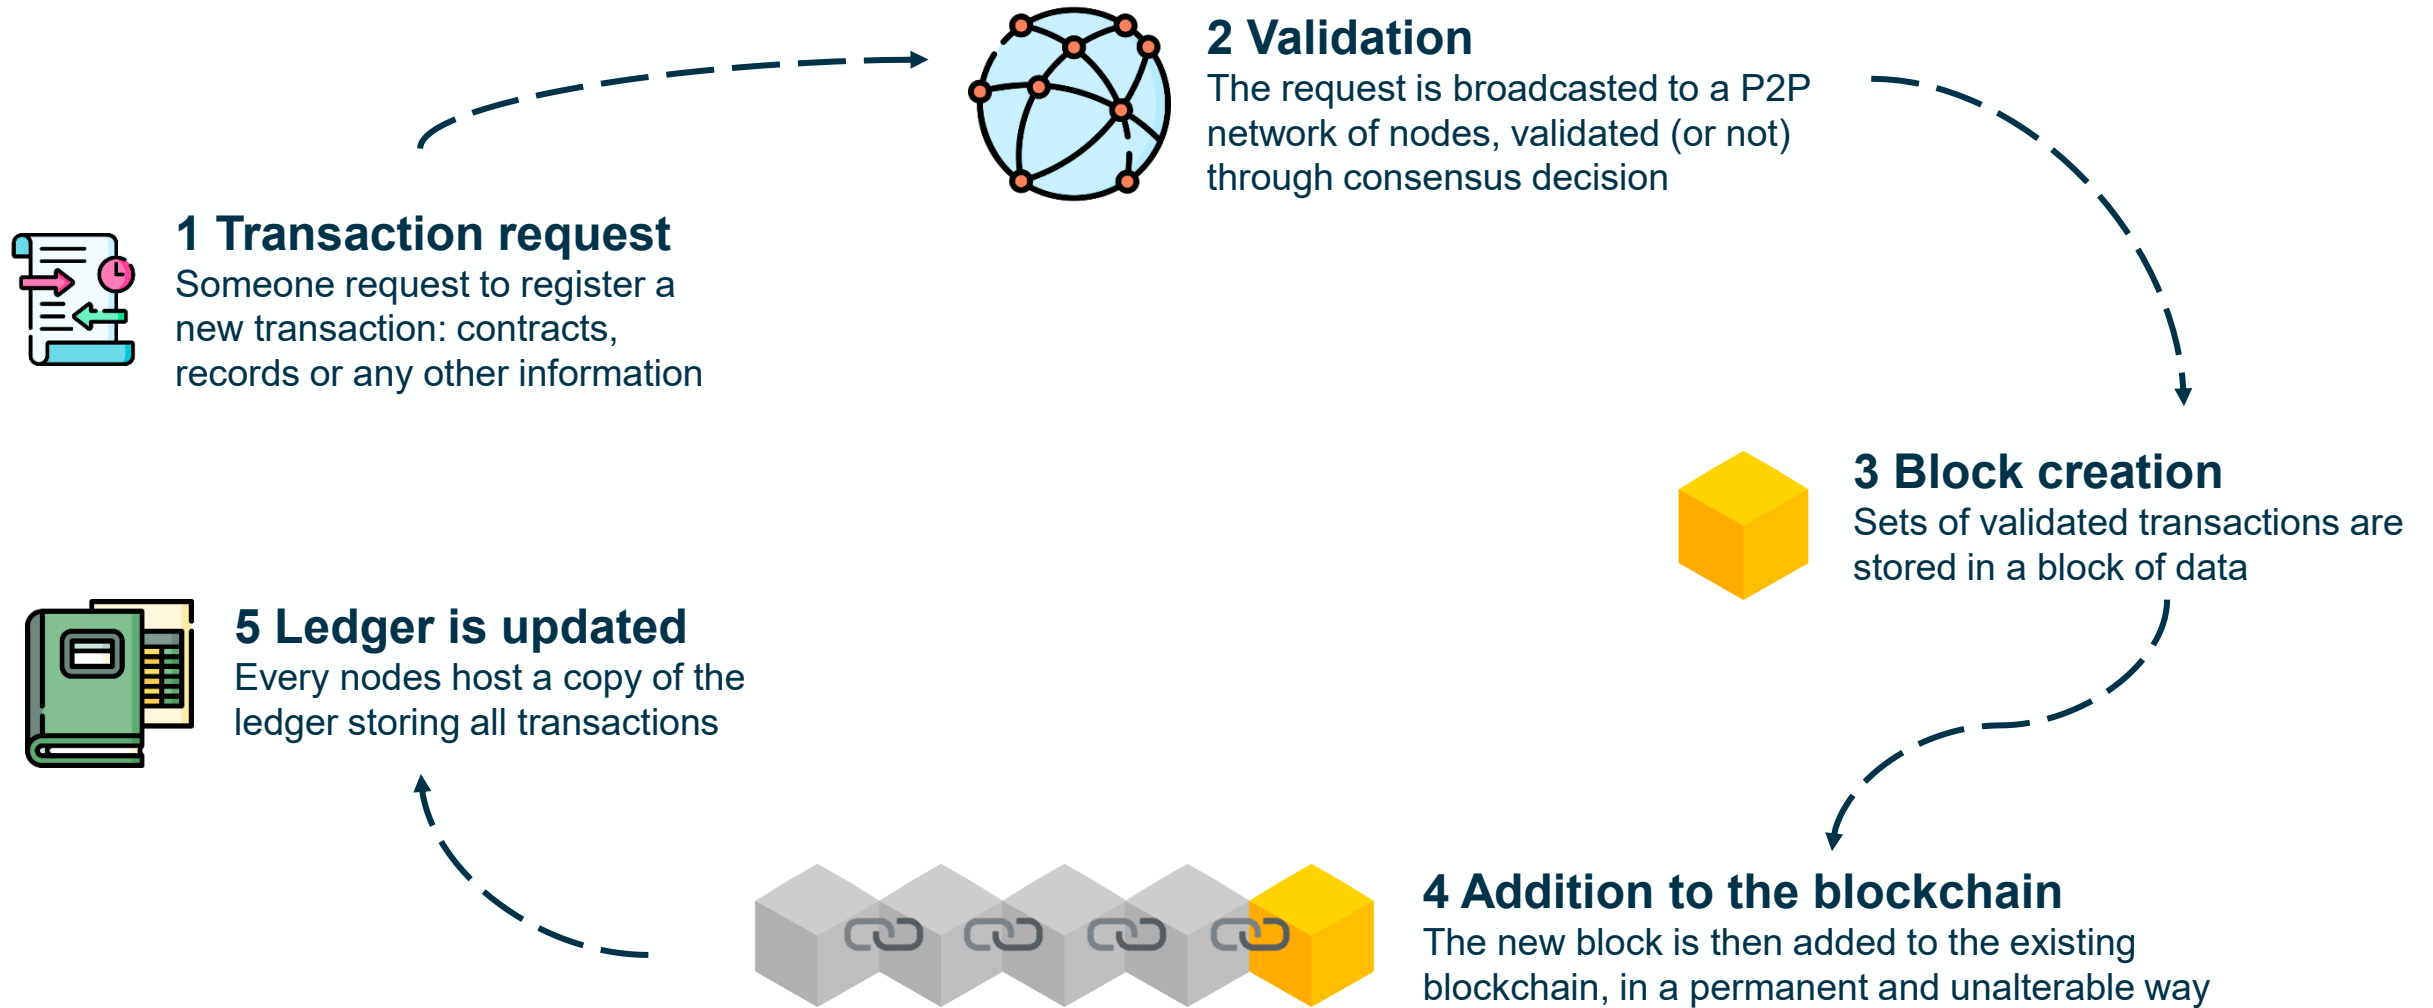 1 Transaction request
Someone request to register a
new transaction: contracts,
records or any other information
2 Validation
The request is broadcasted to a P2P
network of nodes, validated (or not)
through consensus decision
3 Block creation
Sets of validated transactions are
stored in a block of data
4 Addition to the blockchain
The new block is then added to the existing
blockchain, in a permanent and unalterable way
5 Ledger is updated
Every nodes host a copy of the
ledger storing all transactions